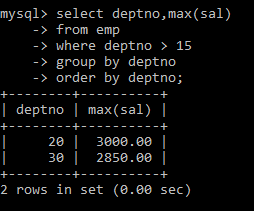 mysql> select deptno,max(sal)
    -> from emp
    -> where deptno > 15
    -> group by deptno
    -> order by deptno;
+--------+----------+
| deptno | max(sal) |
+--------+----------+
|     20 |  3000.00 |
|     30 |  2850.00 |
+--------+----------+
2 rows in set (0.00 sec)